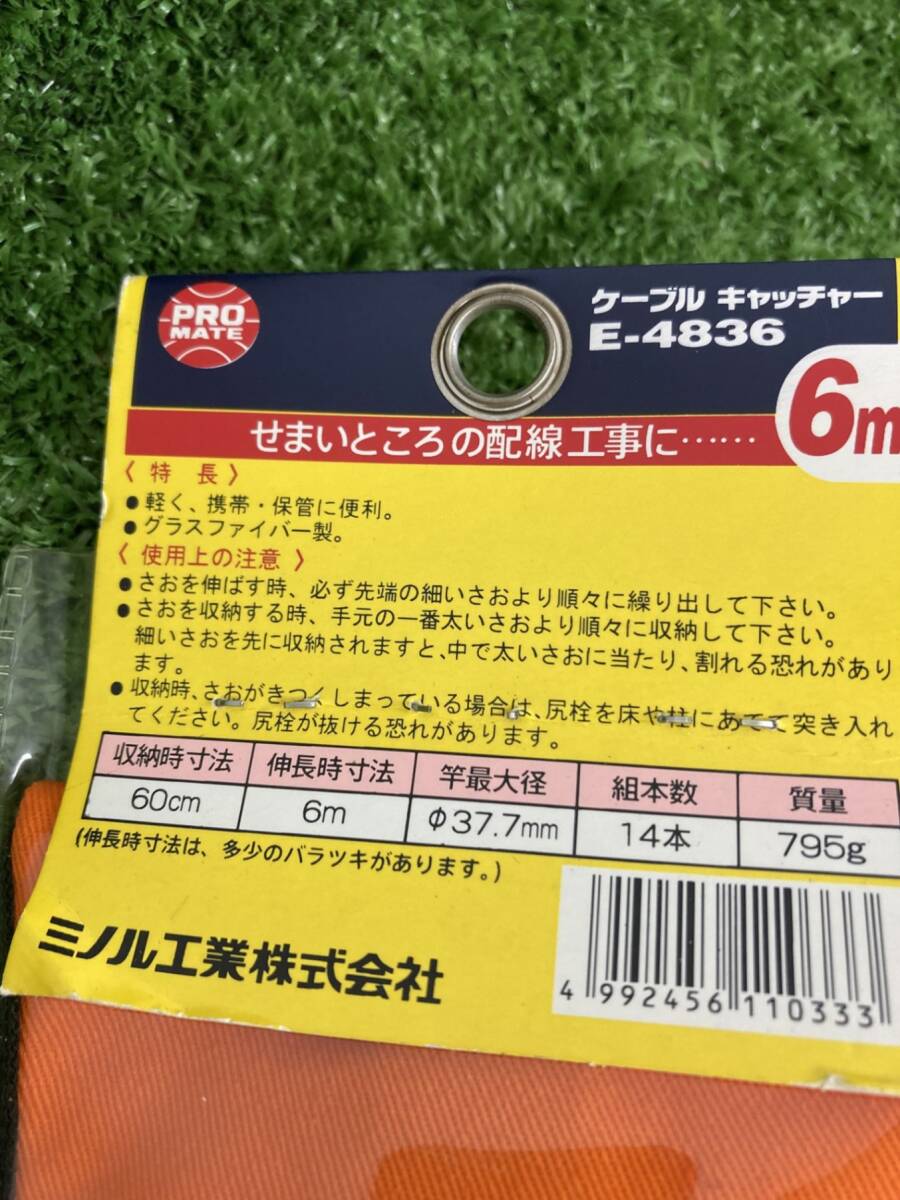 PRO
MATE
ケーブル キャッチャー
E-4836
6m
せまいところの配線工事に……
〈 特 長 〉
● 軽く、携帯・保管に便利。
● グラスファイバー製。
〈 使用上の注意 〉
● さおを伸ばす時、必ず先端の細いさおより順々に繰り出して下さい。
● さおを収納する時、手元の一番太いさおより順々に収納して下さい。
細いさおを先に収納されますと、中で太いさおに当たり、割れる恐れがあり
ます。
● 収納時、さおがきつくしまっている場合は、尻栓を床や柱にあてて突き入れ
てください。尻栓が抜ける恐れがあります。
収納時寸法 伸長時寸法 竿最大径 組本数 質量
60cm 6m Φ37.7mm 14本 795g
(伸長時寸法は、多少のバラツキがあります。)
ミノル工業株式会社
4 992456 110333